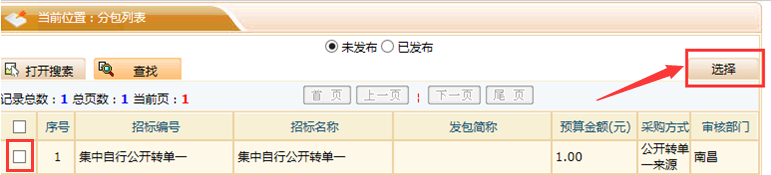 当前位置：分包列表
未发布 已发布
打开搜索 查找 选择
记录总数：1 总页数：1 当前页：1 首 页 上一页 下一页 尾 页
序号 招标编号 招标名称 发包简称 预算金额(元) 采购方式 审核部门
1 集中自行公开转单一 集中自行公开转单一 1.00 公开转单 南昌
一来源